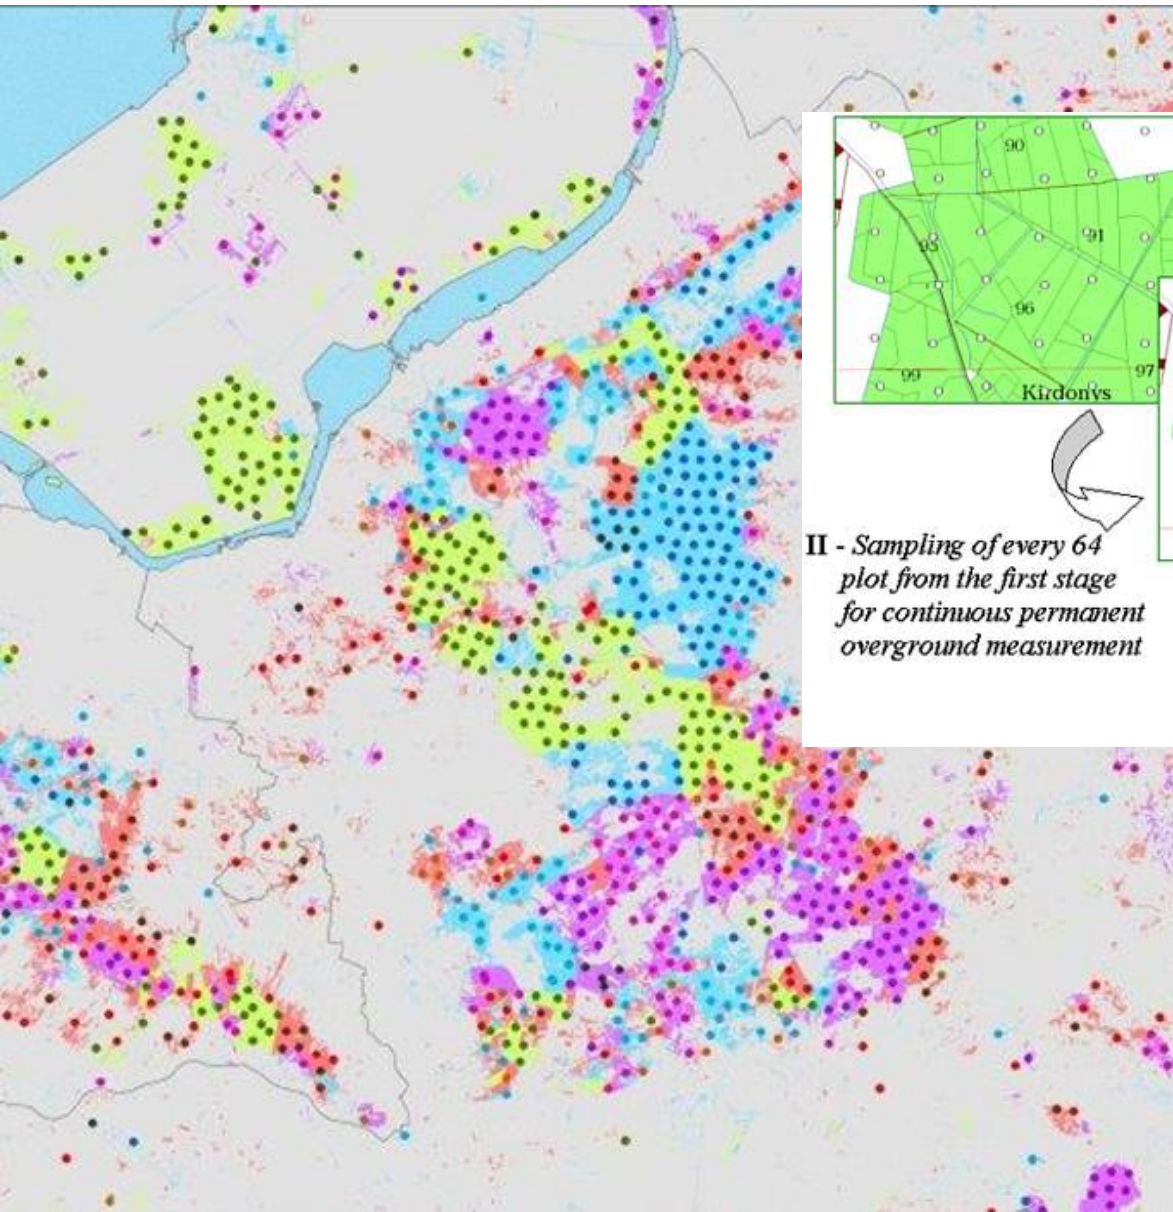 90
93
91
96
99
97
Kirdonys
II - Sampling of every 64
plot from the first stage
for continuous permanent
overground measurement